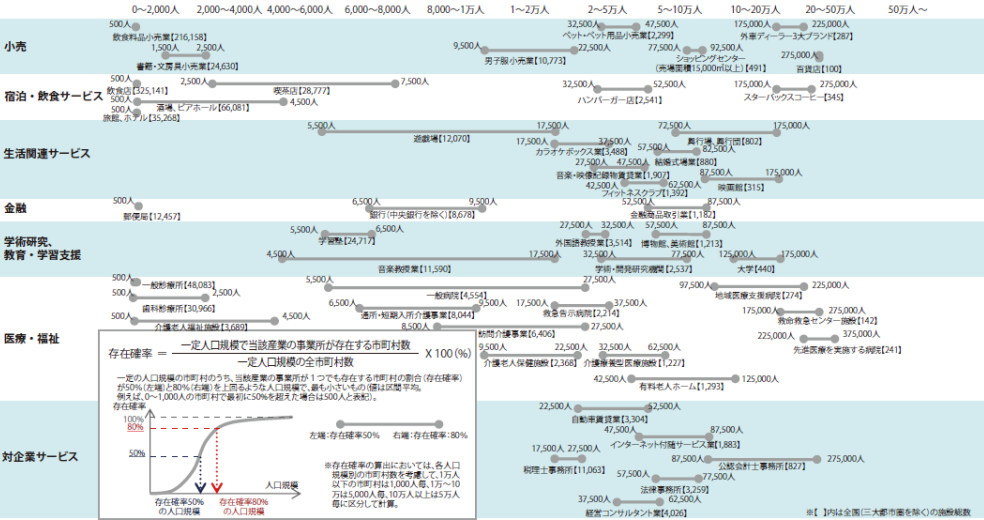 0～2,000人 2,000～4,000人 4,000～6,000人 6,000～8,000人 8,000～1万人 1～2万人 2～5万人 5～10万人 10～20万人 20～50万人 50万人～
小売
500人
飲食料品小売業【216,158】
1,500人 2,500人
書籍・文房具小売業【24,630】
9,500人 22,500人
男子服小売業【10,773】
32,500人 47,500人
ペット・ペット用品小売業【2,299】
77,500人 92,500人
ショッピングセンター
（売場面積15,000㎡以上）【491】
175,000人 225,000人
外車ディーラー3大ブランド【287】
275,000人
百貨店【100】
宿泊・飲食サービス
500人
飲食店【325,141】
2,500人 7,500人
喫茶店【28,777】
500人 4,500人
酒場、ビアホール【66,081】
500人
旅館、ホテル【35,268】
32,500人 52,500人
ハンバーガー店【2,541】
175,000人 275,000人
スターバックスコーヒー【345】
生活関連サービス
5,500人 17,500人
遊戯場【12,070】
17,500人 37,500人
カラオケボックス業【3,488】
27,500人 47,500人
音楽・映像記録物賃貸業【1,907】
42,500人 62,500人
フィットネスクラブ【1,392】
72,500人 175,000人
興行場、興行団【802】
57,500人 82,500人
結婚式場業【880】
87,500人 175,000人
映画館【315】
金融
500人
郵便局【12,457】
6,500人 9,500人
銀行（中央銀行を除く）【8,678】
52,500人 87,500人
金融商品取引業【1,182】
学術研究、
教育・学習支援
5,500人 6,500人
学習塾【24,717】
4,500人 17,500人
音楽教授業【11,590】
27,500人 32,500人
外国語教授業【3,514】
57,500人 87,500人
博物館、美術館【1,213】
32,500人 77,500人
学術・開発研究機関【2,537】
125,000人 175,000人
大学【440】
医療・福祉
500人
一般診療所【48,083】
500人 2,500人
歯科診療所【30,966】
500人 4,500人
介護老人福祉施設【3,689】
5,500人 27,500人
一般病院【4,554】
6,500人 9,500人
通所・短期入所介護事業【8,044】
8,500人 27,500人
訪問介護事業【6,406】
17,500人 37,500人
救急告示病院【2,214】
9,500人 22,500人
介護老人保健施設【2,368】
32,500人 62,500人
介護療養型医療施設【1,227】
42,500人 125,000人
有料老人ホーム【1,293】
97,500人 225,000人
地域医療支援病院【274】
175,000人 375,000人
救命救急センター施設【142】
225,000人
先進医療を実施する病院【241】
対企業サービス
22,500人 52,500人
自動車賃貸業【3,304】
47,500人 87,500人
インターネット付随サービス業【1,883】
17,500人 27,500人
税理士事務所【11,063】
87,500人 275,000人
公認会計士事務所【827】
57,500人 77,500人
法律事務所【3,259】
37,500人 62,500人
経営コンサルタント業【4,026】
存在確率 ＝ 一定人口規模で当該産業の事業所が存在する市町村数
一定人口規模の全市町村数 X 100（%）
一定の人口規模の市町村のうち、当該産業の事業所が1つでも存在する市町村の割合（存在確率）
が50%（左端）と80%（右端）を上回るような人口規模で、最も小さいもの（値は区間平均。
例えば、0～1,000人の市町村で最初に50%を超えた場合は500人と表記）。
存在確率
100%
80%
50%
人口規模
存在確率50%
の人口規模
存在確率80%
の人口規模
左端：存在確率50% 右端：存在確率：80%
※存在確率の算出においては、各人口
規模別の市町村数を考慮して、1万人
以下の市町村は1,000人毎、1万～10
万は5,000人毎、10万人以上は5万人
毎に区分して計算。
※【 】内は全国（三大都市圏を除く）の施設総数